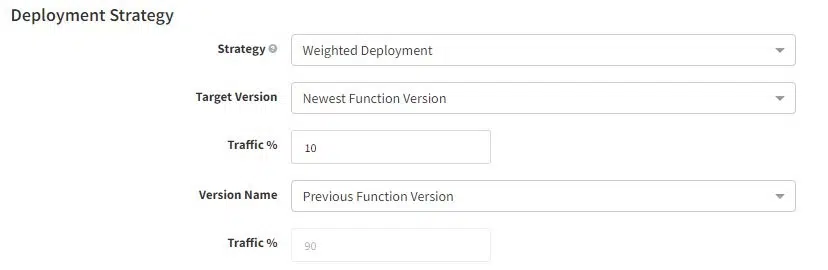 Deployment Strategy
Strategy Weighted Deployment
Target Version Newest Function Version
Traffic % 10
Version Name Previous Function Version
Traffic % 90